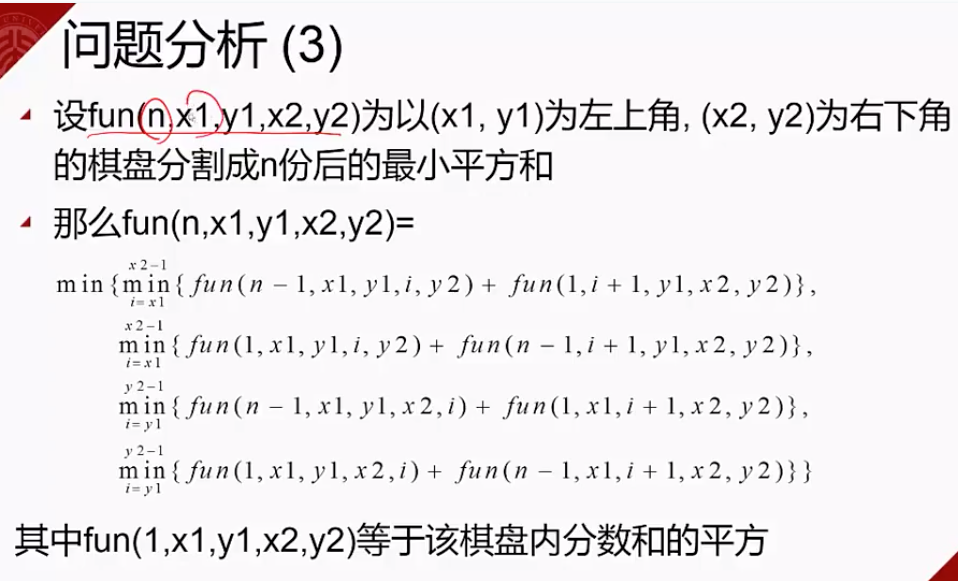 问题分析 (3)
设fun(n,x1,y1,x2,y2)为以(x1, y1)为左上角, (x2, y2)为右下角
的棋盘分割成n份后的最小平方和
那么fun(n,x1,y1,x2,y2)=
x2-1
min{min{ fun(n - 1, x1, y1, i, y2) + fun(1, i + 1, y1, x2, y2)},
i=x1
x2-1
min{ fun(1, x1, y1, i, y2) + fun(n - 1, i + 1, y1, x2, y2)},
i=x1
y2-1
min{ fun(n - 1, x1, y1, x2, i) + fun(1, x1, i + 1, x2, y2)},
i=y1
y2-1
min{ fun(1, x1, y1, x2, i) + fun(n - 1, x1, i + 1, x2, y2)}}
i=y1
其中fun(1,x1,y1,x2,y2)等于该棋盘内分数和的平方